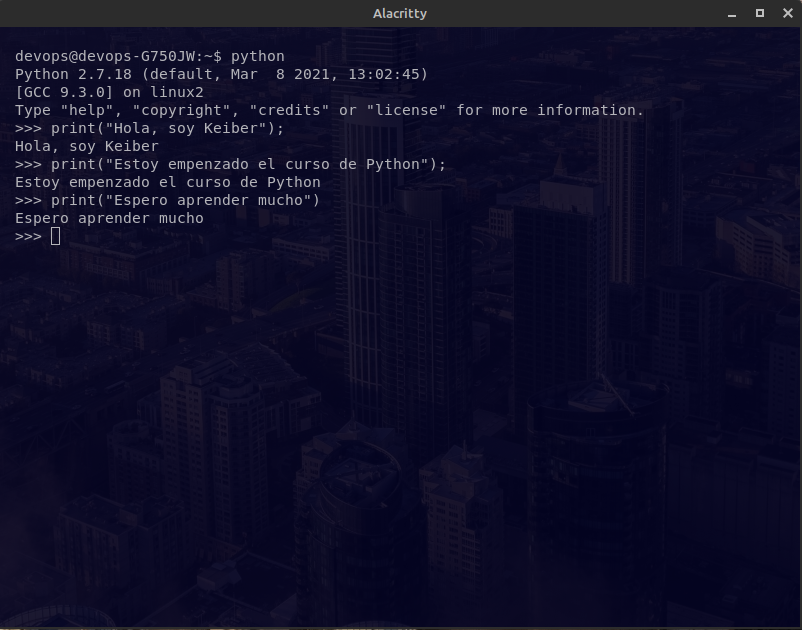 Alacritty
devops@devops-G750JW:~$ python
Python 2.7.18 (default, Mar  8 2021, 13:02:45)
[GCC 9.3.0] on linux2
Type "help", "copyright", "credits" or "license" for more information.
>>> print("Hola, soy Keiber");
Hola, soy Keiber
>>> print("Estoy empenzado el curso de Python");
Estoy empenzado el curso de Python
>>> print("Espero aprender mucho")
Espero aprender mucho
>>>